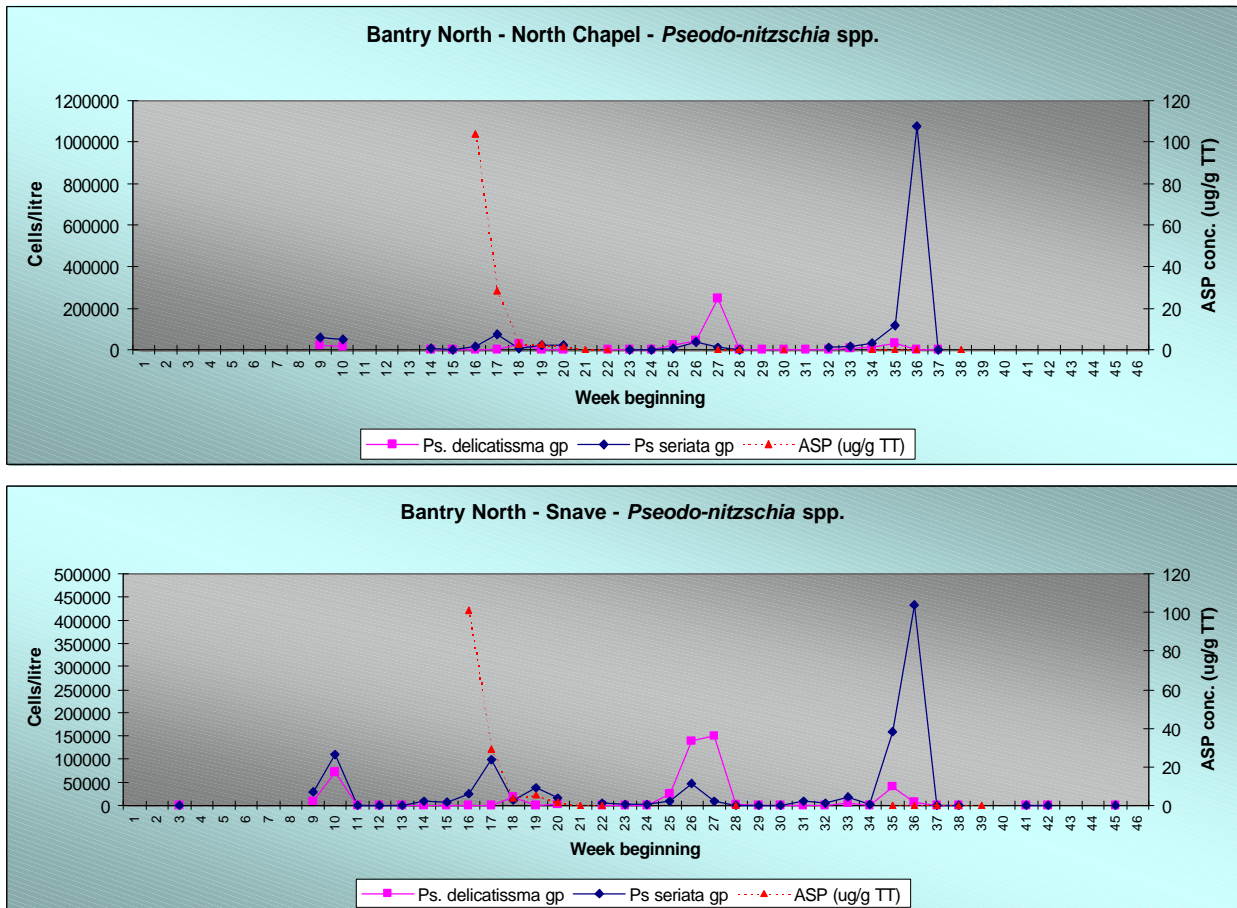 Bantry North - North Chapel - Pseodo-nitzschia spp.
1200000
1000000
800000
600000
400000
200000
0
Cells/litre
120
100
80
60
40
20
0
ASP conc. (ug/g TT)
1 2 3 4 5 6 7 8 9 10 11 12 13 14 15 16 17 18 19 20 21 22 23 24 25 26 27 28 29 30 31 32 33 34 35 36 37 38 39 40 41 42 43 44 45 46
Week beginning
Ps. delicatissma gp Ps seriata gp ASP (ug/g TT)
Bantry North - Snave - Pseodo-nitzschia spp.
500000
450000
400000
350000
300000
250000
200000
150000
100000
50000
0
Cells/litre
120
100
80
60
40
20
0
ASP conc. (ug/g TT)
1 2 3 4 5 6 7 8 9 10 11 12 13 14 15 16 17 18 19 20 21 22 23 24 25 26 27 28 29 30 31 32 33 34 35 36 37 38 39 40 41 42 43 44 45 46
Week beginning
Ps. delicatissma gp Ps seriata gp ASP (ug/g TT)